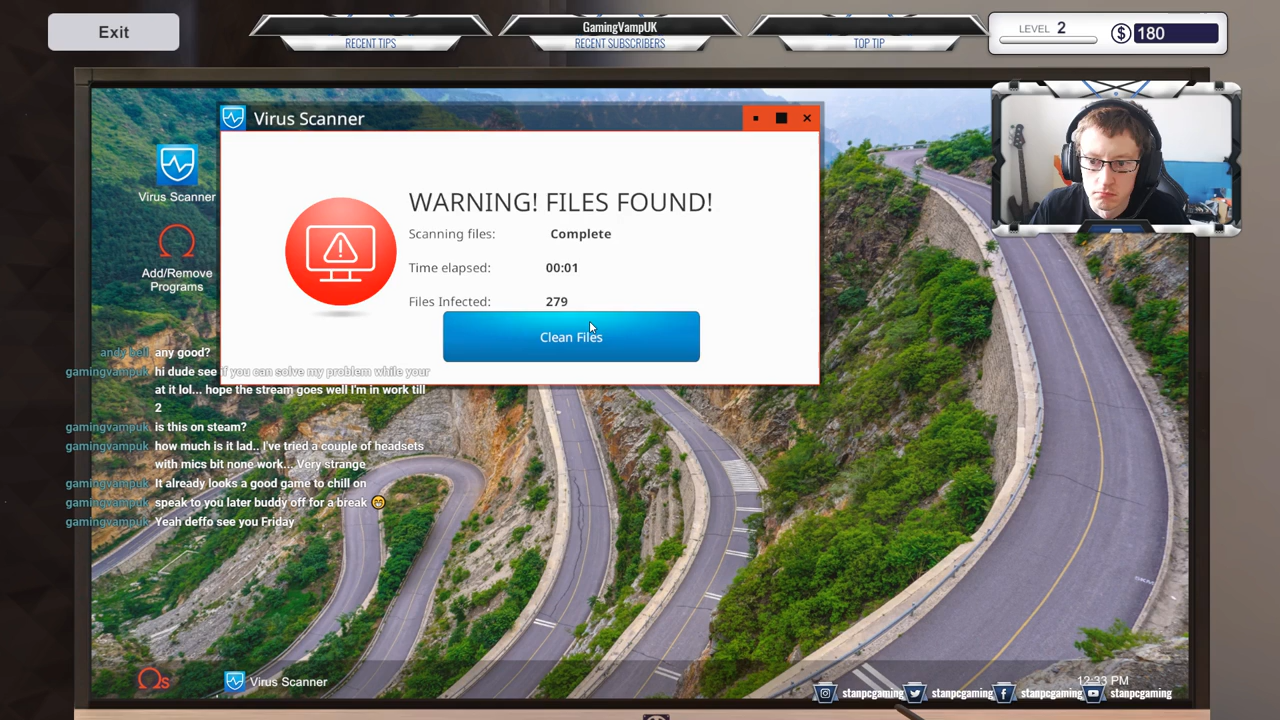 Exit
RECENT TIPS
GamingVampUK
RECENT SUBSCRIBERS
TOP TIP
LEVEL 2
$ 180
Virus Scanner
Virus Scanner
Add/Remove
Programs
WARNING! FILES FOUND!
Scanning files: Complete
Time elapsed: 00:01
Files Infected: 279
Clean Files
andy bell any good?
gamingvampuk hi dude see if you can solve my problem while your
at it lol... hope the stream goes well I'm in work till
2
gamingvampuk is this on steam?
gamingvampuk how much is it lad.. I've tried a couple of headsets
with mics bit none work... Very strange
gamingvampuk It already looks a good game to chill on
gamingvampuk speak to you later buddy off for a break 😁
gamingvampuk Yeah deffo see you Friday
Ωs
Virus Scanner
12:33 PM
stanpcgaming stanpcgaming stanpcgaming stanpcgaming